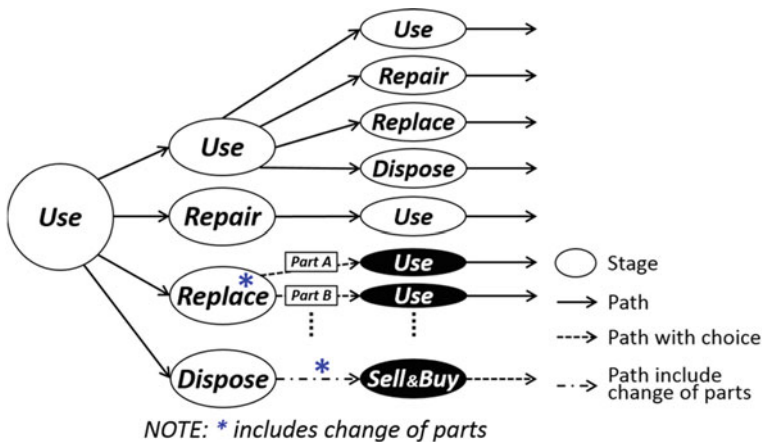 Use
Repair
Use
Replace
Dispose
Use
Repair
Use
Part A
Use
*
Replace
Part B
Use
Dispose
*
Sell&Buy
Stage
Path
Path with choice
Path include
change of parts
NOTE: * includes change of parts